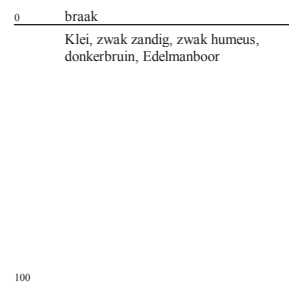 0 braak
Klei, zwak zandig, zwak humeus,
donkerbruin, Edelmanboor
100